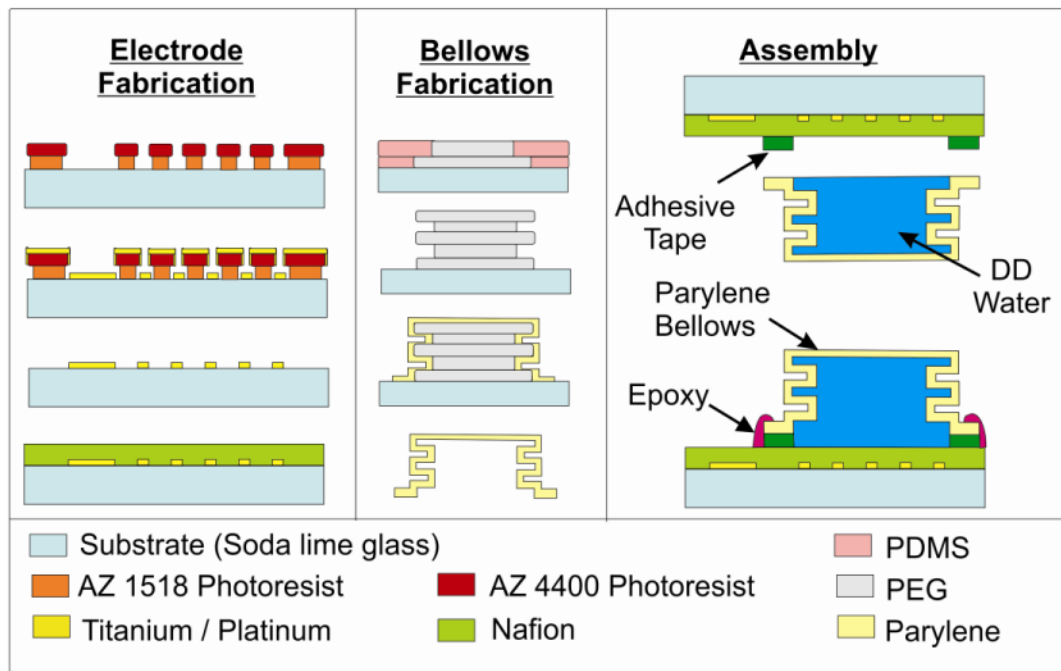 Electrode
Fabrication
Bellows
Fabrication
Assembly
Adhesive
Tape
DD
Water
Parylene
Bellows
Epoxy
Substrate (Soda lime glass)
PDMS
AZ 1518 Photoresist
AZ 4400 Photoresist
PEG
Titanium / Platinum
Nafion
Parylene